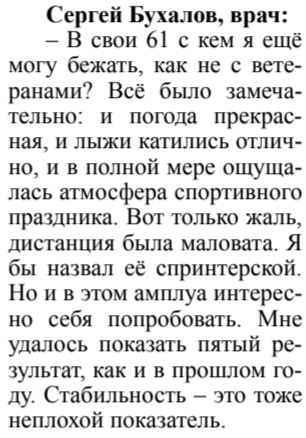 Сергей Бухалов, врач:
– В свои 61 с кем я ещё
могу бежать, как не с вете-
ранами? Всё было замеча-
тельно: и погода прекрас-
ная, и лыжи катились отлич-
но, и в полной мере ощуща-
лась атмосфера спортивного
праздника. Вот только жаль,
дистанция была маловата. Я
бы назвал её спринтерской.
Но и в этом амплуа интерес-
но себя попробовать. Мне
удалось показать пятый ре-
зультат, как и в прошлом го-
ду. Стабильность – это тоже
неплохой показатель.